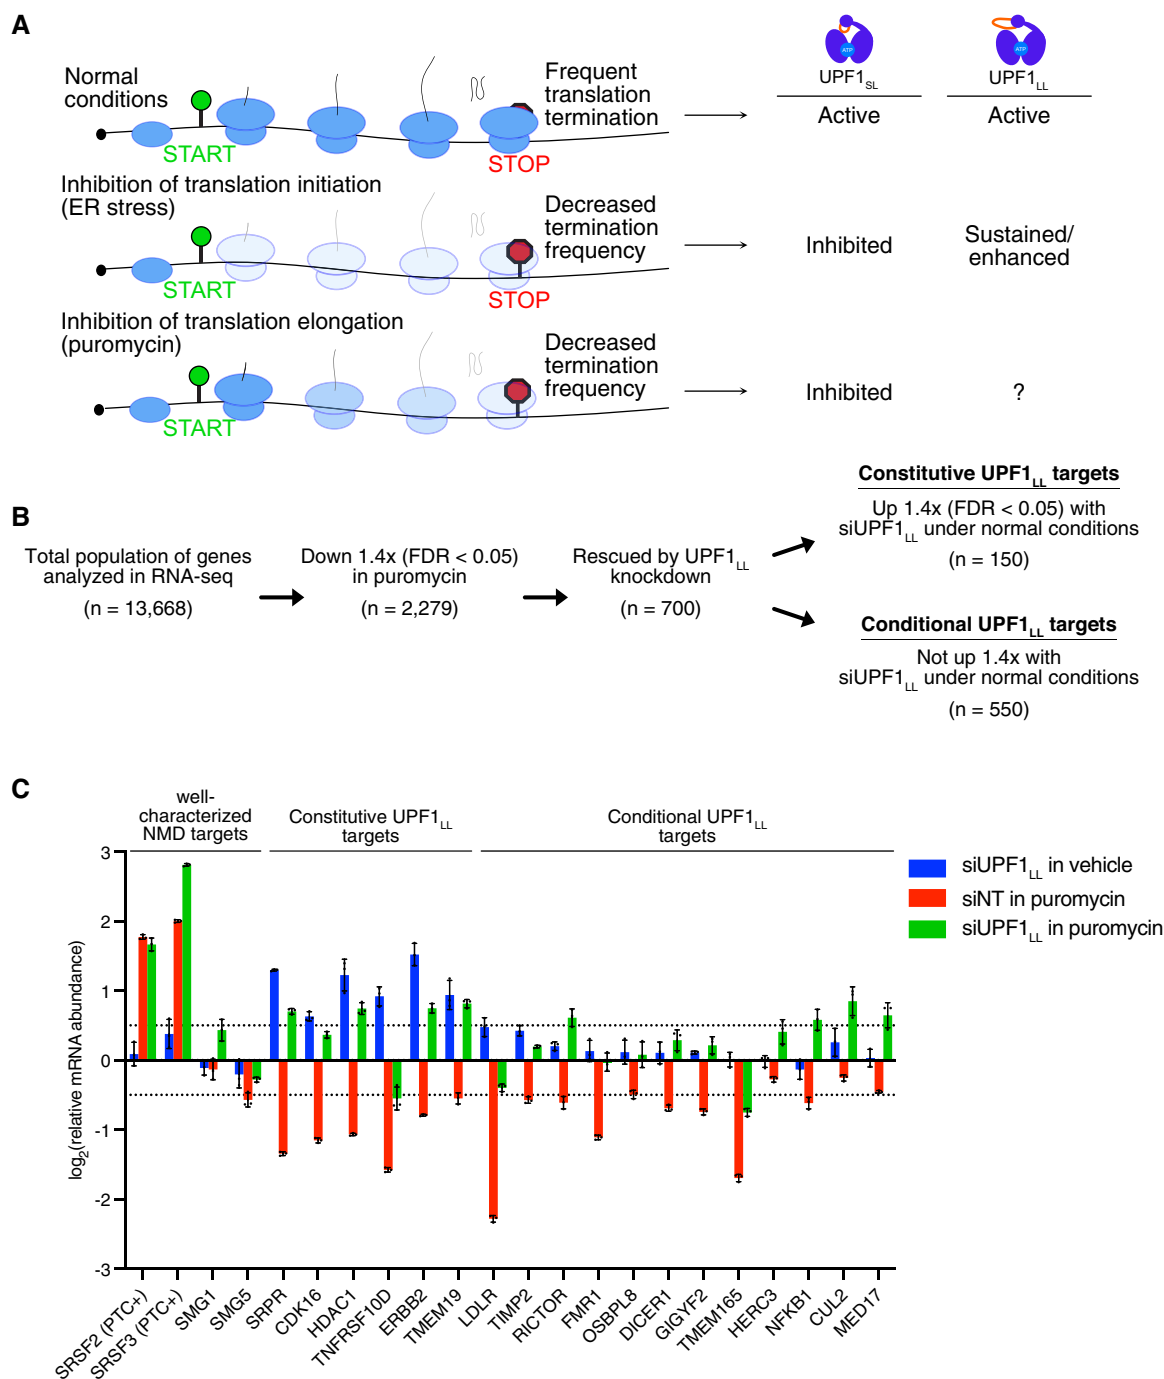 A
Normal
conditions
START
STOP
Frequent
translation
termination
ATP
UPF1SL
Active
ATP
UPF1LL
Active
Inhibition of translation initiation
(ER stress)
START
STOP
Decreased
termination
frequency
Inhibited
Sustained/
enhanced
Inhibition of translation elongation
(puromycin)
START
Decreased
termination
frequency
Inhibited
?
B
Total population of genes
analyzed in RNA-seq
(n = 13,668)
Down 1.4x (FDR < 0.05)
in puromycin
(n = 2,279)
Rescued by UPF1LL
knockdown
(n = 700)
Constitutive UPF1LL targets
Up 1.4x (FDR < 0.05) with
siUPF1LL under normal conditions
(n = 150)
Conditional UPF1LL targets
Not up 1.4x with
siUPF1LL under normal conditions
(n = 550)
C
well-
characterized
NMD targets
Constitutive UPF1LL
targets
Conditional UPF1LL
targets
siUPF1LL in vehicle
siNT in puromycin
siUPF1LL in puromycin
log2(relative mRNA abundance)
3
2
1
0
-1
-2
-3
SRSF2 (PTC+)
SRSF3 (PTC+)
SMG1
SMG5
SRPR
CDK16
HDAC1
TNFRSF10D
ERBB2
TMEM19
LDLR
TIMP2
RICTOR
FMR1
OSBPL8
DICER1
GIGYF2
TMEM165
HERC3
NFKB1
CUL2
MED17